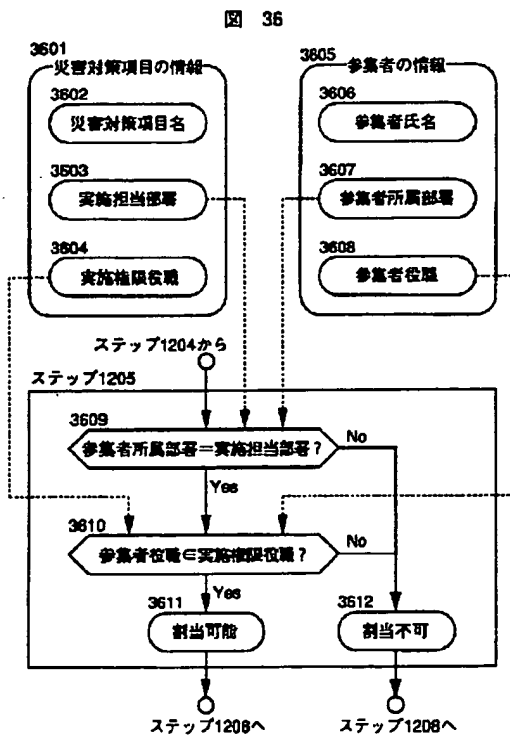 図 36
3601
災害対策項目の情報
3602
災害対策項目名
3603
実施担当部署
3604
実施権限役職
3605
参集者の情報
3606
参集者氏名
3607
参集者所属部署
3608
参集者役職
ステップ1204から
ステップ1205
3609
参集者所属部署=実施担当部署?
No
Yes
3610
参集者役職∈実施権限役職?
No
Yes
3611
割当可能
3612
割当不可
ステップ1206へ
ステップ1208へ